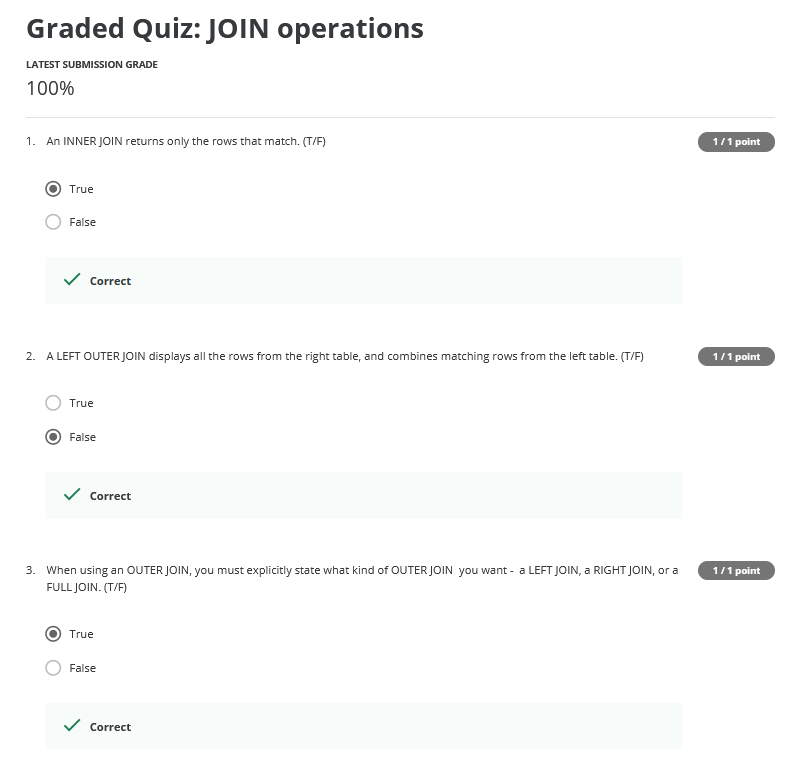 Graded Quiz: JOIN operations
LATEST SUBMISSION GRADE
100%
1. An INNER JOIN returns only the rows that match. (T/F)
1 / 1 point
True
False
Correct
2. A LEFT OUTER JOIN displays all the rows from the right table, and combines matching rows from the left table. (T/F)
1 / 1 point
True
False
Correct
3. When using an OUTER JOIN, you must explicitly state what kind of OUTER JOIN you want - a LEFT JOIN, a RIGHT JOIN, or a
FULL JOIN. (T/F)
1 / 1 point
True
False
Correct